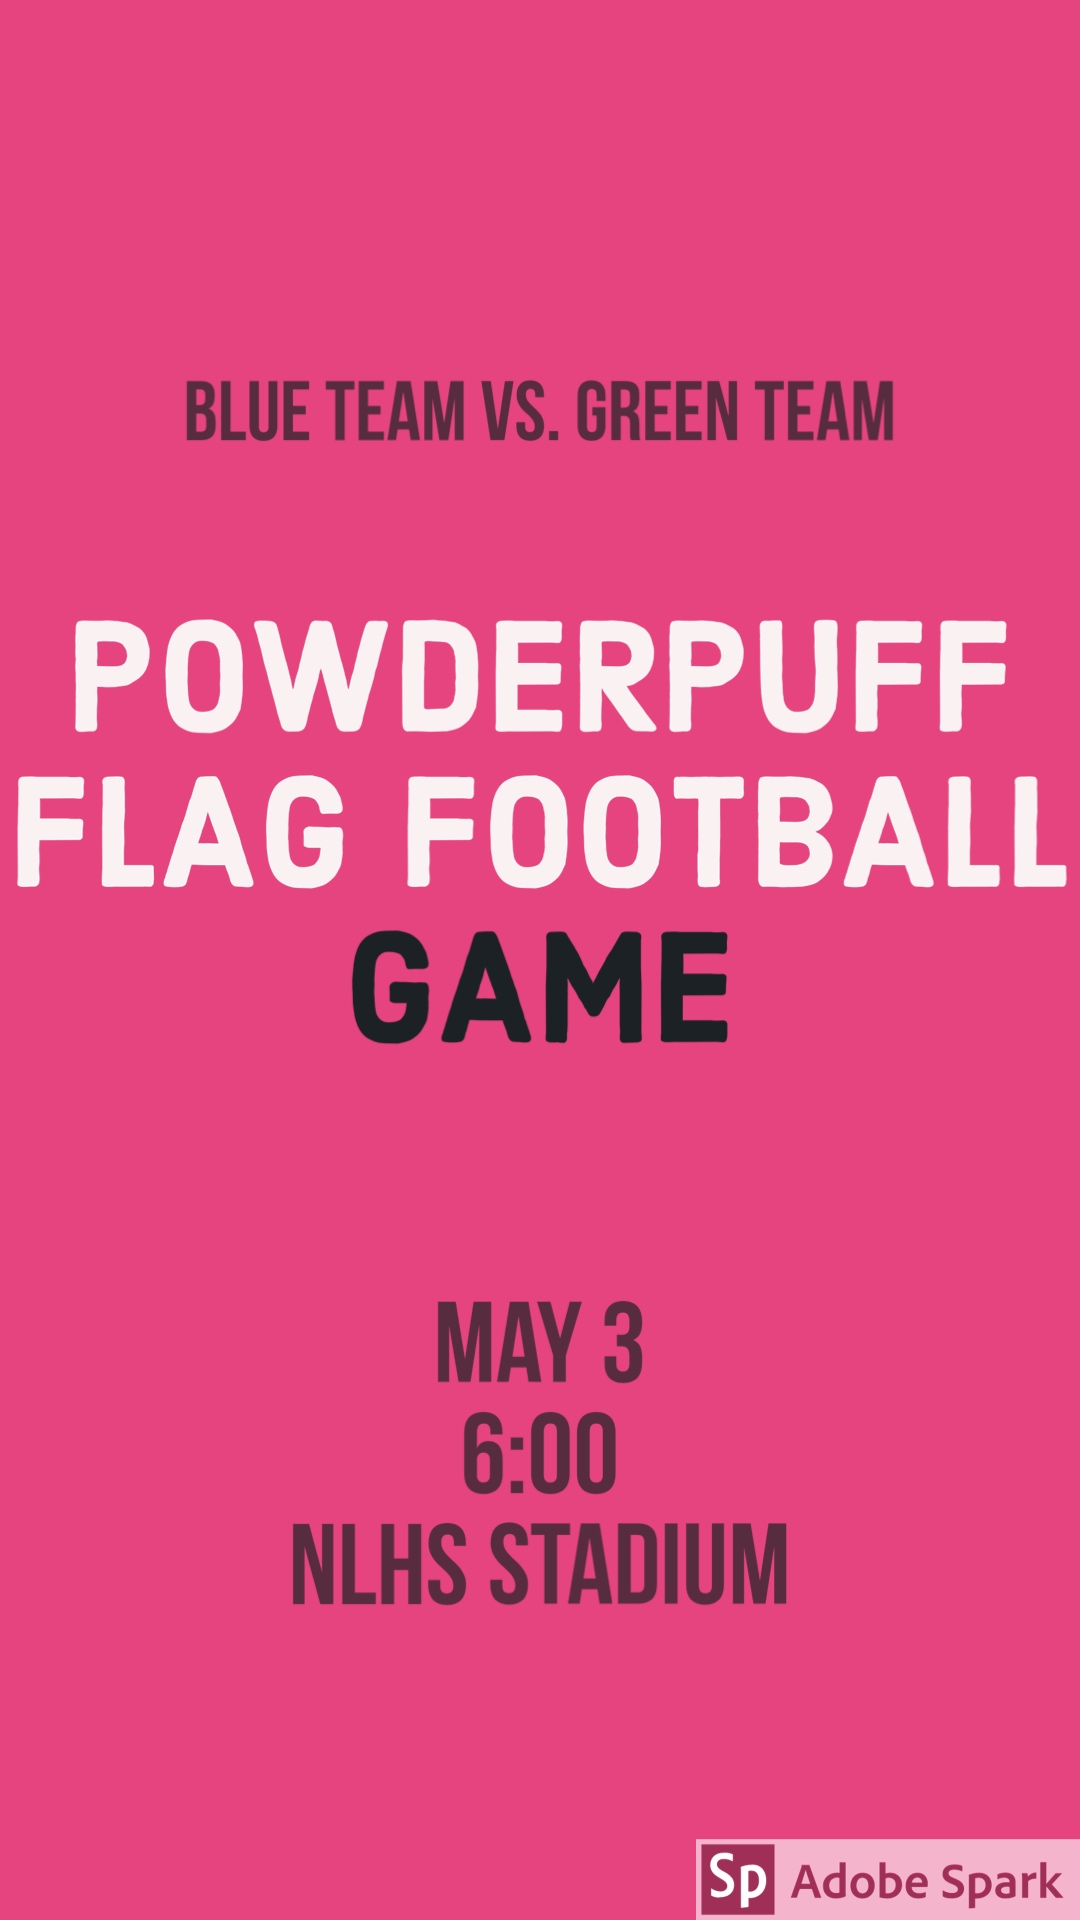 BLUE TEAM VS. GREEN TEAM
POWDERPUFF
FLAG FOOTBALL
GAME
MAY 3
6:00
NLHS STADIUM
Sp Adobe Spark